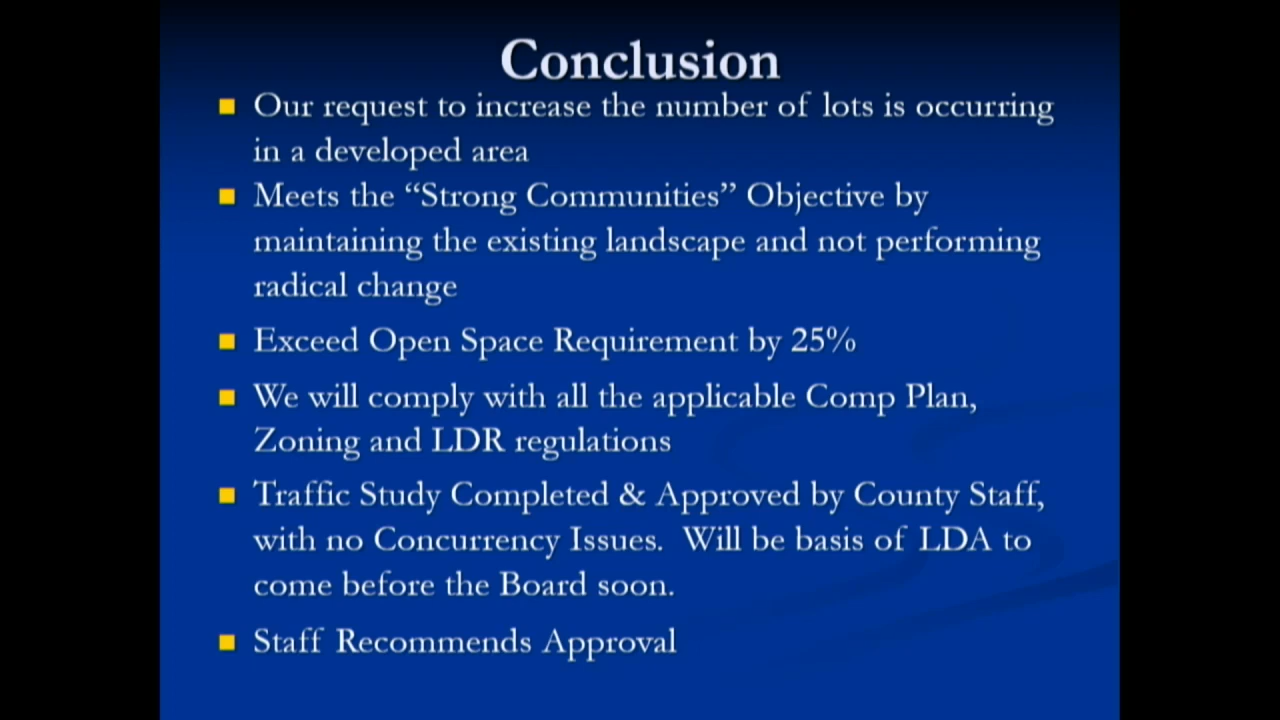 Conclusion
Our request to increase the number of lots is occurring
in a developed area
Meets the “Strong Communities” Objective by
maintaining the existing landscape and not performing
radical change
Exceed Open Space Requirement by 25%
We will comply with all the applicable Comp Plan,
Zoning and LDR regulations
Traffic Study Completed & Approved by County Staff,
with no Concurrency Issues.  Will be basis of LDA to
come before the Board soon.
Staff Recommends Approval